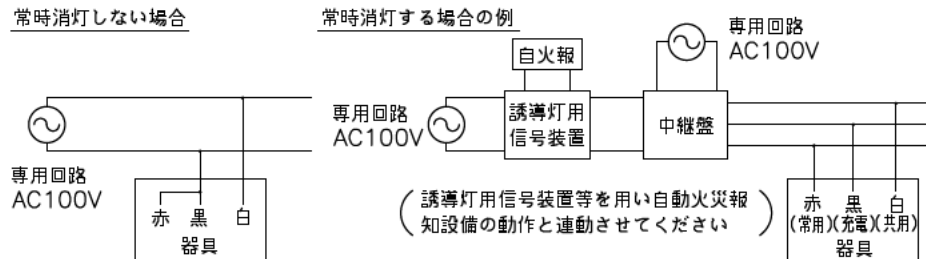 常時消灯しない場合
専用回路
AC100V
赤 黒 白
器具
常時消灯する場合の例
自火報
専用回路
AC100V
誘導灯用
信号装置
中継盤
専用回路
AC100V
誘導灯用信号装置等を用い自動火災報
知設備の動作と連動させてください
赤 黒 白
(常用)(充電)(共用)
器具